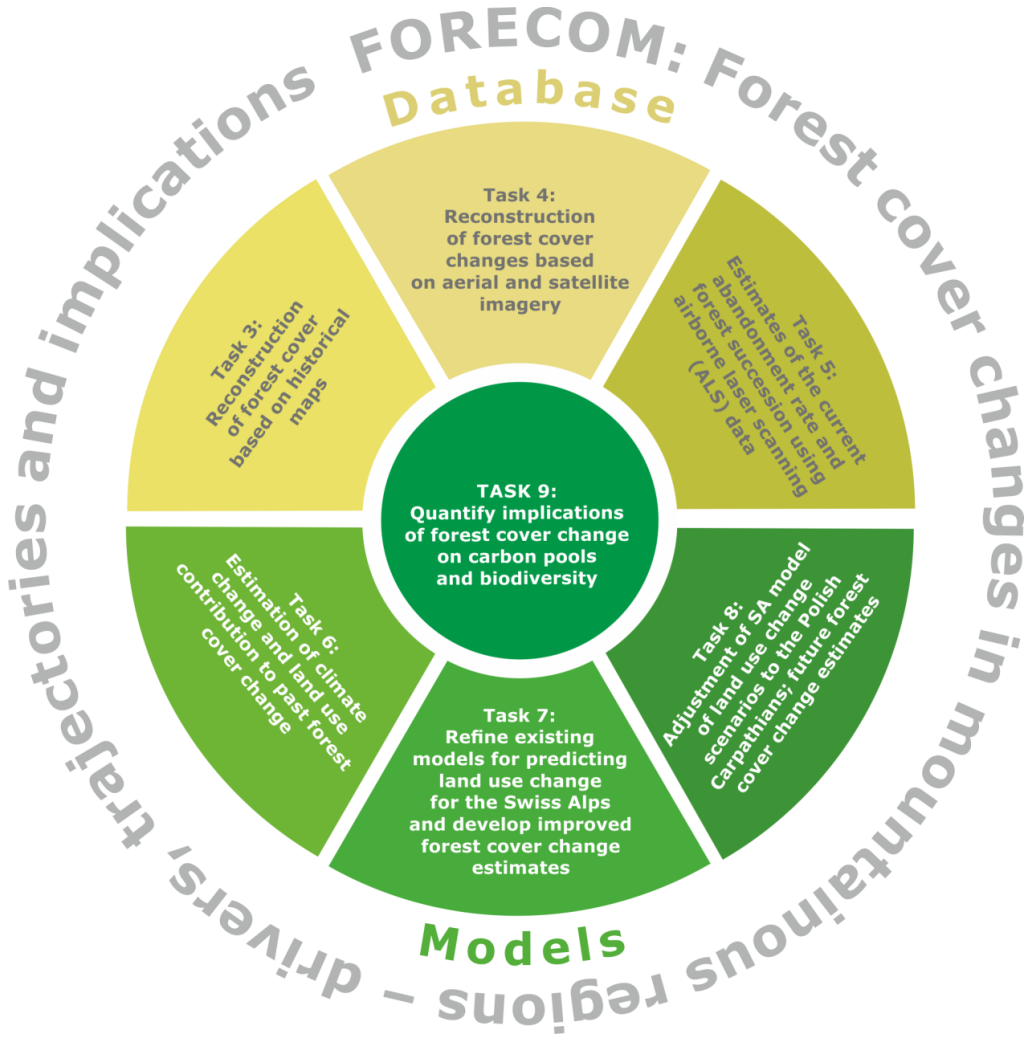 FORECOM: Forest cover changes in mountainous regions – drivers, trajectories and implications
Database
Task 3:
Reconstruction
of forest cover
based on historical
maps
Task 4:
Reconstruction
of forest cover
changes based
on aerial and satellite
imagery
Task 5:
Estimates of the current
abandonment rate and
forest succession using
airborne laser scanning
(ALS) data
TASK 9:
Quantify implications
of forest cover change
on carbon pools
and biodiversity
Task 6:
Estimation of climate
change and land use
contribution to past forest
cover change
Task 7:
Refine existing
models for predicting
land use change
for the Swiss Alps
and develop improved
forest cover change
estimates
Task 8:
Adjustment of SA model
of land use change
scenarios to the Polish
Carpathians; future forest
cover change estimates
Models